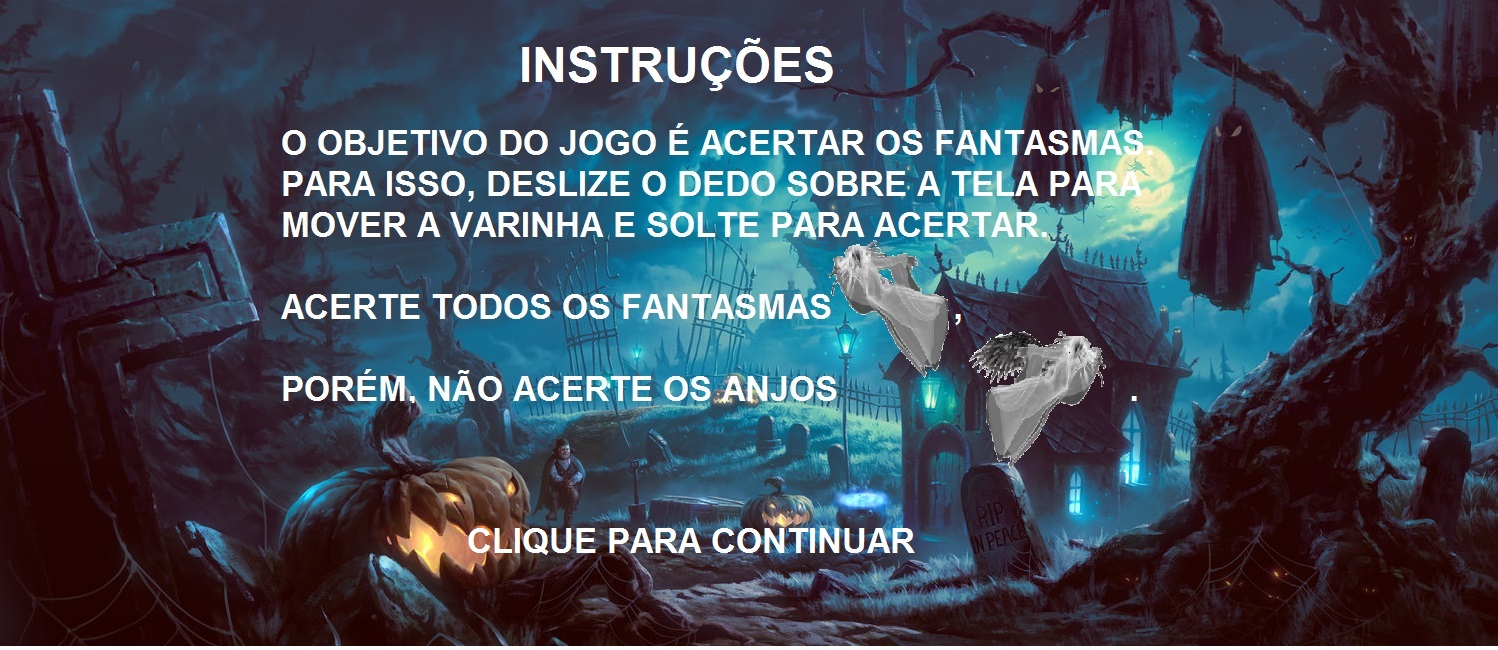 INSTRUÇÕES
O OBJETIVO DO JOGO É ACERTAR OS FANTASMAS.
PARA ISSO, DESLIZE O DEDO SOBRE A TELA PARA
MOVER A VARINHA E SOLTE PARA ACERTAR.
ACERTE TODOS OS FANTASMAS ,
PORÉM, NÃO ACERTE OS ANJOS .
RIP
IN PEACE
CLIQUE PARA CONTINUAR